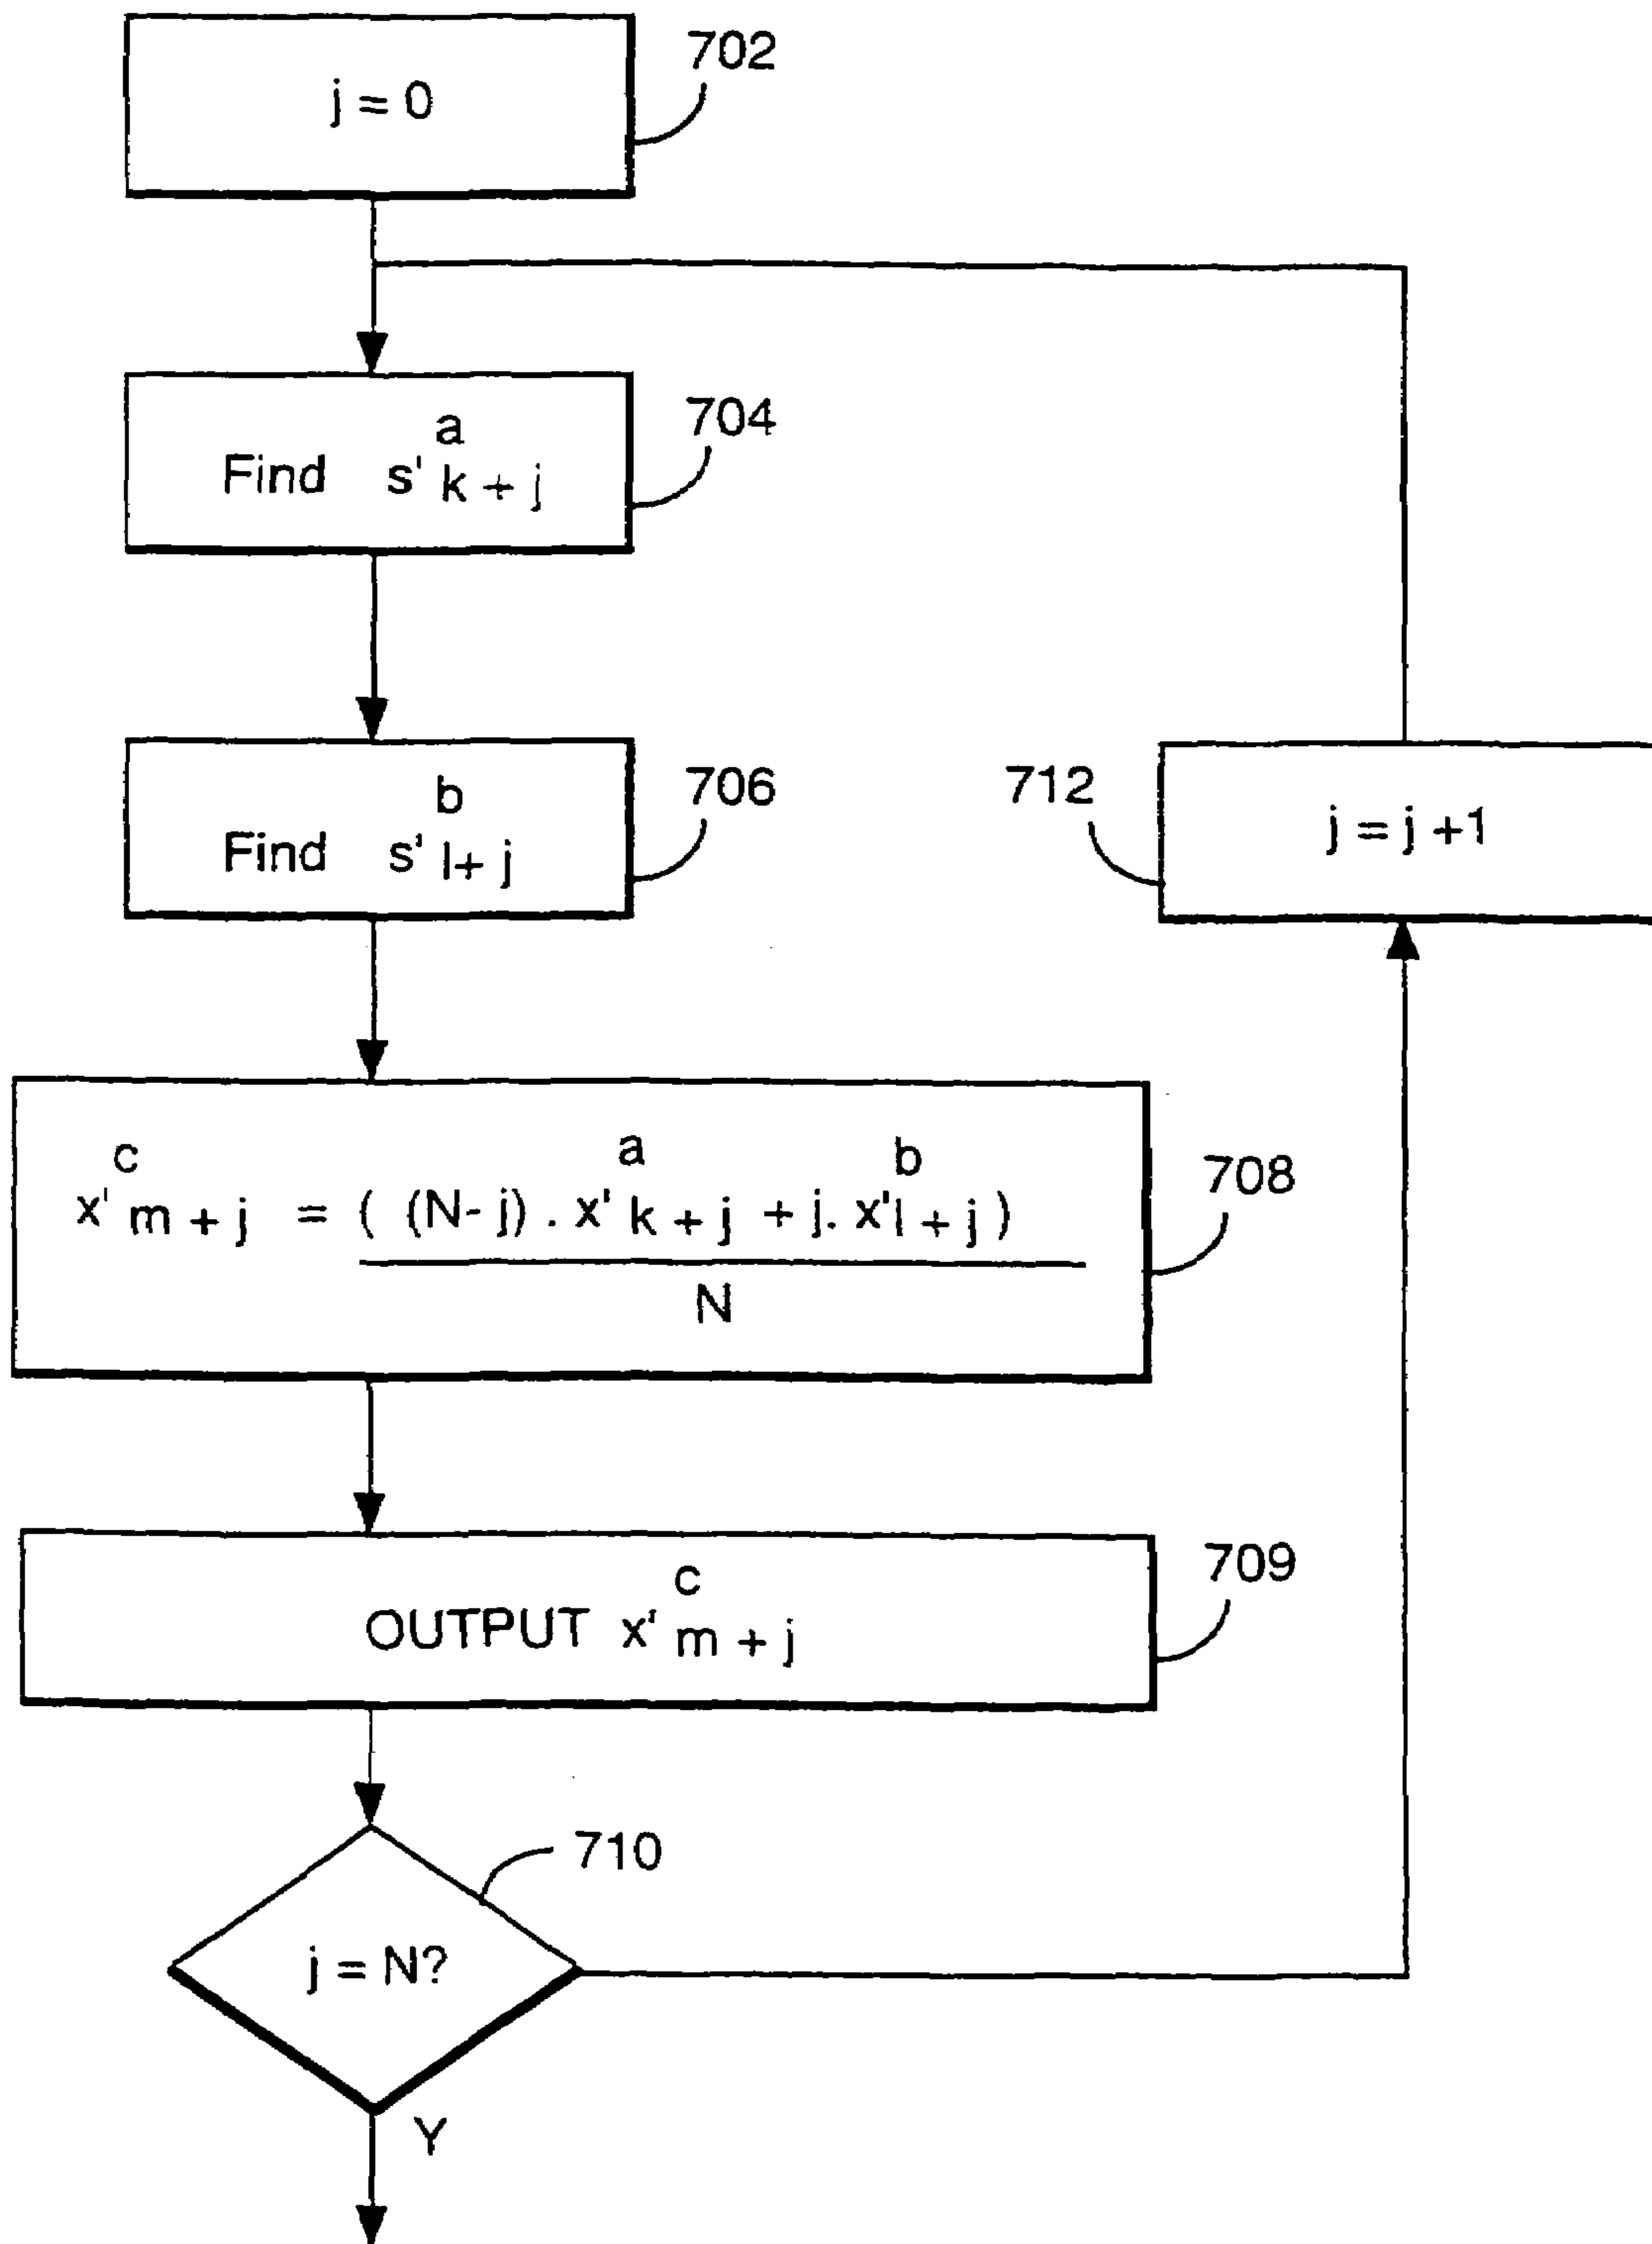 702
j = 0
704
a
Find s' k + j
706
b
Find s' l+ j
712
j = j +1
c a b
x' m + j = ( (N- j) . x' k + j + j. x' l + j )
N
708
c
OUTPUT x' m + j
709
710
j = N?
Y